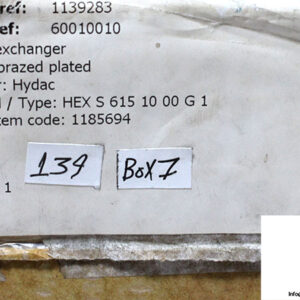 ref: 1139283
ef: 60010010
exchanger
brazed plated
r: Hydac
l / Type: HEX S 615 10 00 G 1
tem code: 1185694
139 BOX7
1